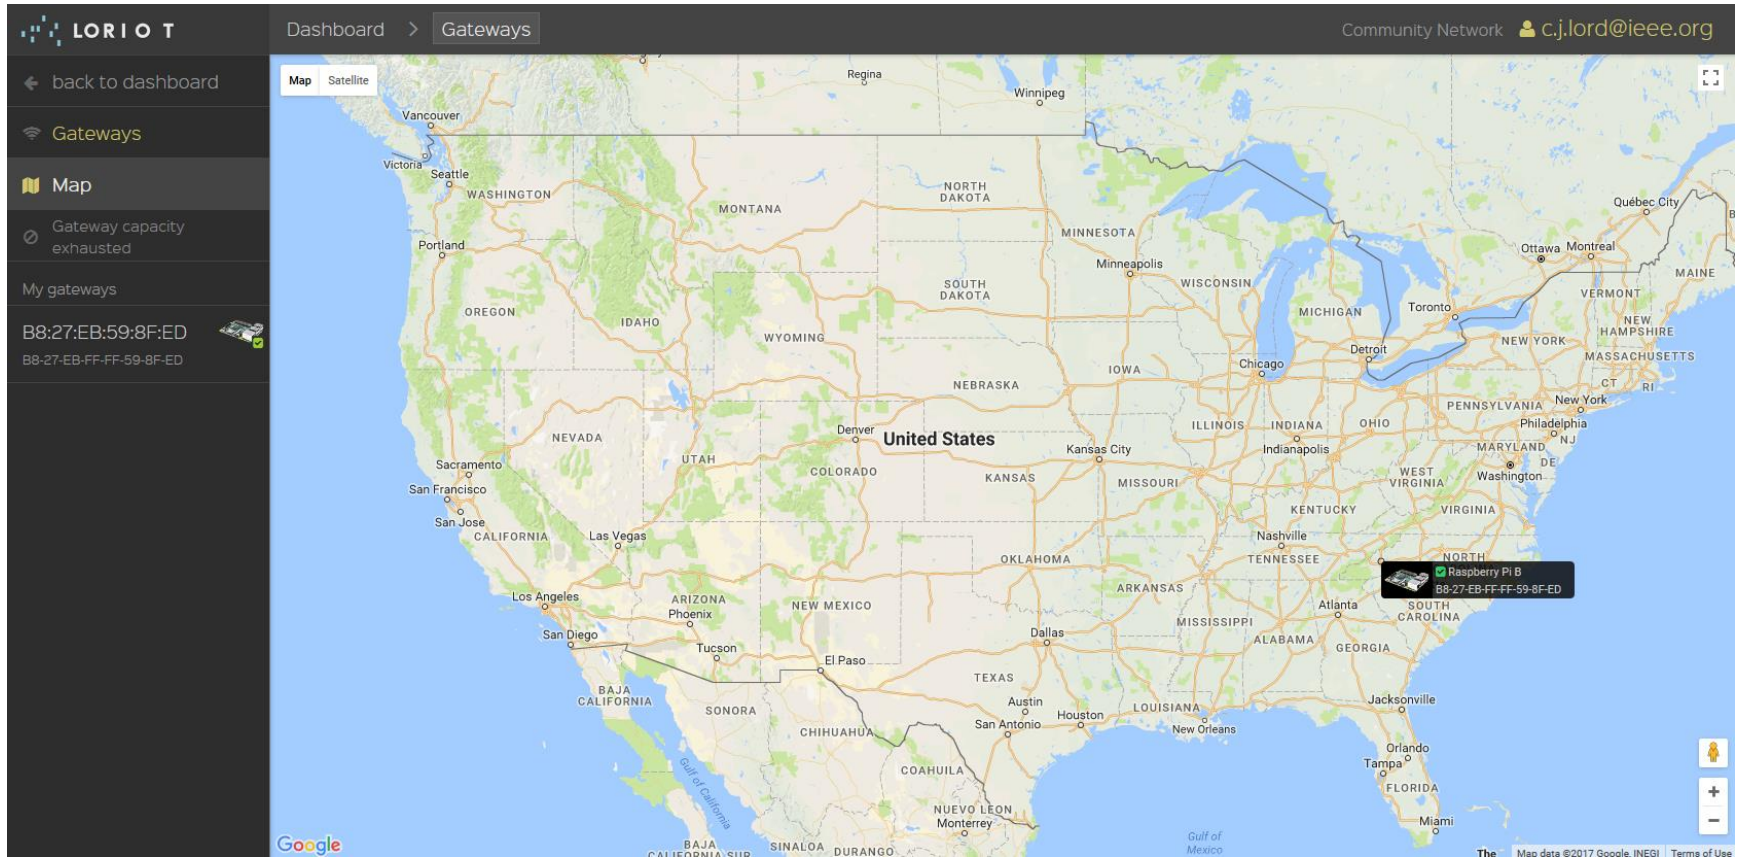 LORIOT
Dashboard > Gateways
Community Network c.j.lord@ieee.org
back to dashboard
Gateways
Map
Gateway capacity
exhausted
My gateways
B8:27:EB:59:8F:ED
B8-27-EB-FF-FF-59-8F-ED
Map Satellite
Regina
Winnipeg
Vancouver
Victoria
Seattle
WASHINGTON
MONTANA
NORTH
DAKOTA
MINNESOTA
Québec City
Portland
Ottawa Montreal
Minneapolis
MAINE
OREGON
IDAHO
SOUTH
DAKOTA
WISCONSIN
MICHIGAN
Toronto
VERMONT
NEW
HAMPSHIRE
WYOMING
NEW YORK
MASSACHUSETTS
Detroit
Chicago
IOWA
NEBRASKA
CT RI
PENNSYLVANIA New York
Philadelphia
NEVADA
Denver
United States
ILLINOIS INDIANA OHIO
Indianapolis
Kansas City
MARYLAND NJ
DE
Sacramento
UTAH
COLORADO
KANSAS
MISSOURI
WEST
VIRGINIA
Washington
San Francisco
San Jose
CALIFORNIA
Las Vegas
KENTUCKY
VIRGINIA
Nashville
TENNESSEE
OKLAHOMA
NORTH
Raspberry Pi B
B8-27-EB-FF-FF-59-8F-ED
Los Angeles
ARIZONA
Phoenix
NEW MEXICO
ARKANSAS
Atlanta
SOUTH
CAROLINA
San Diego
Tucson
Dallas
MISSISSIPPI
ALABAMA
GEORGIA
El Paso
TEXAS
BAJA
CALIFORNIA
SONORA
Austin
San Antonio
Houston
LOUISIANA
Jacksonville
CHIHUAHUA
New Orleans
Orlando
Tampa
COAHUILA
Gulf of California
FLORIDA
NUEVO LEON
Monterrey
Miami
Google
BAJA
CALIFORNIA SUR
SINALOA
DURANGO
Gulf of
Mexico
The
Map data ©2017 Google, INEGI Terms of Use